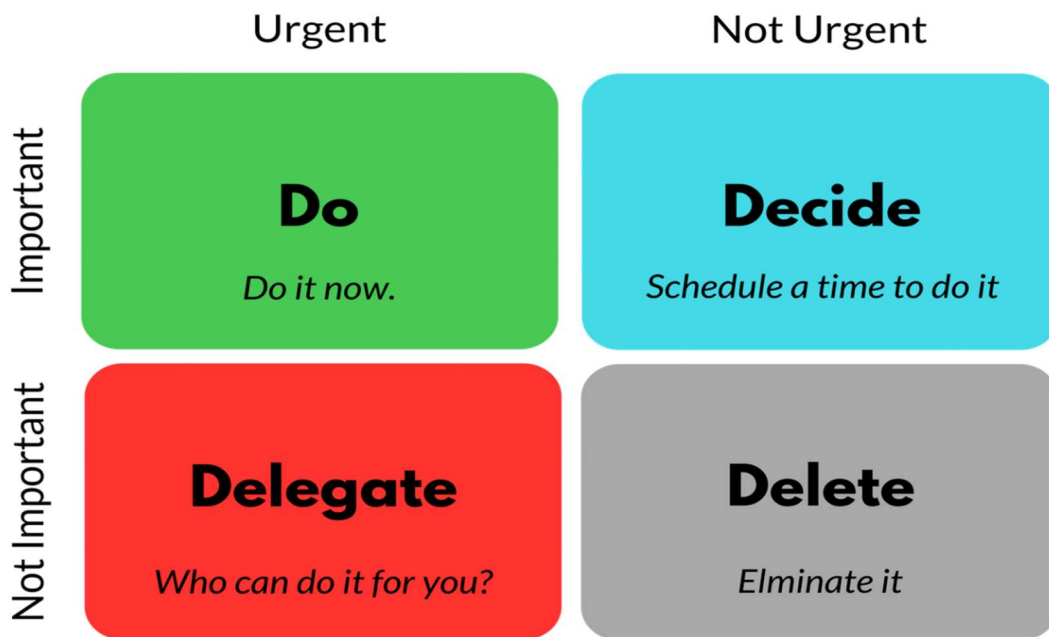 Urgent
Not Urgent
Important
Do
Do it now.
Decide
Schedule a time to do it
Not Important
Delegate
Who can do it for you?
Delete
Elminate it